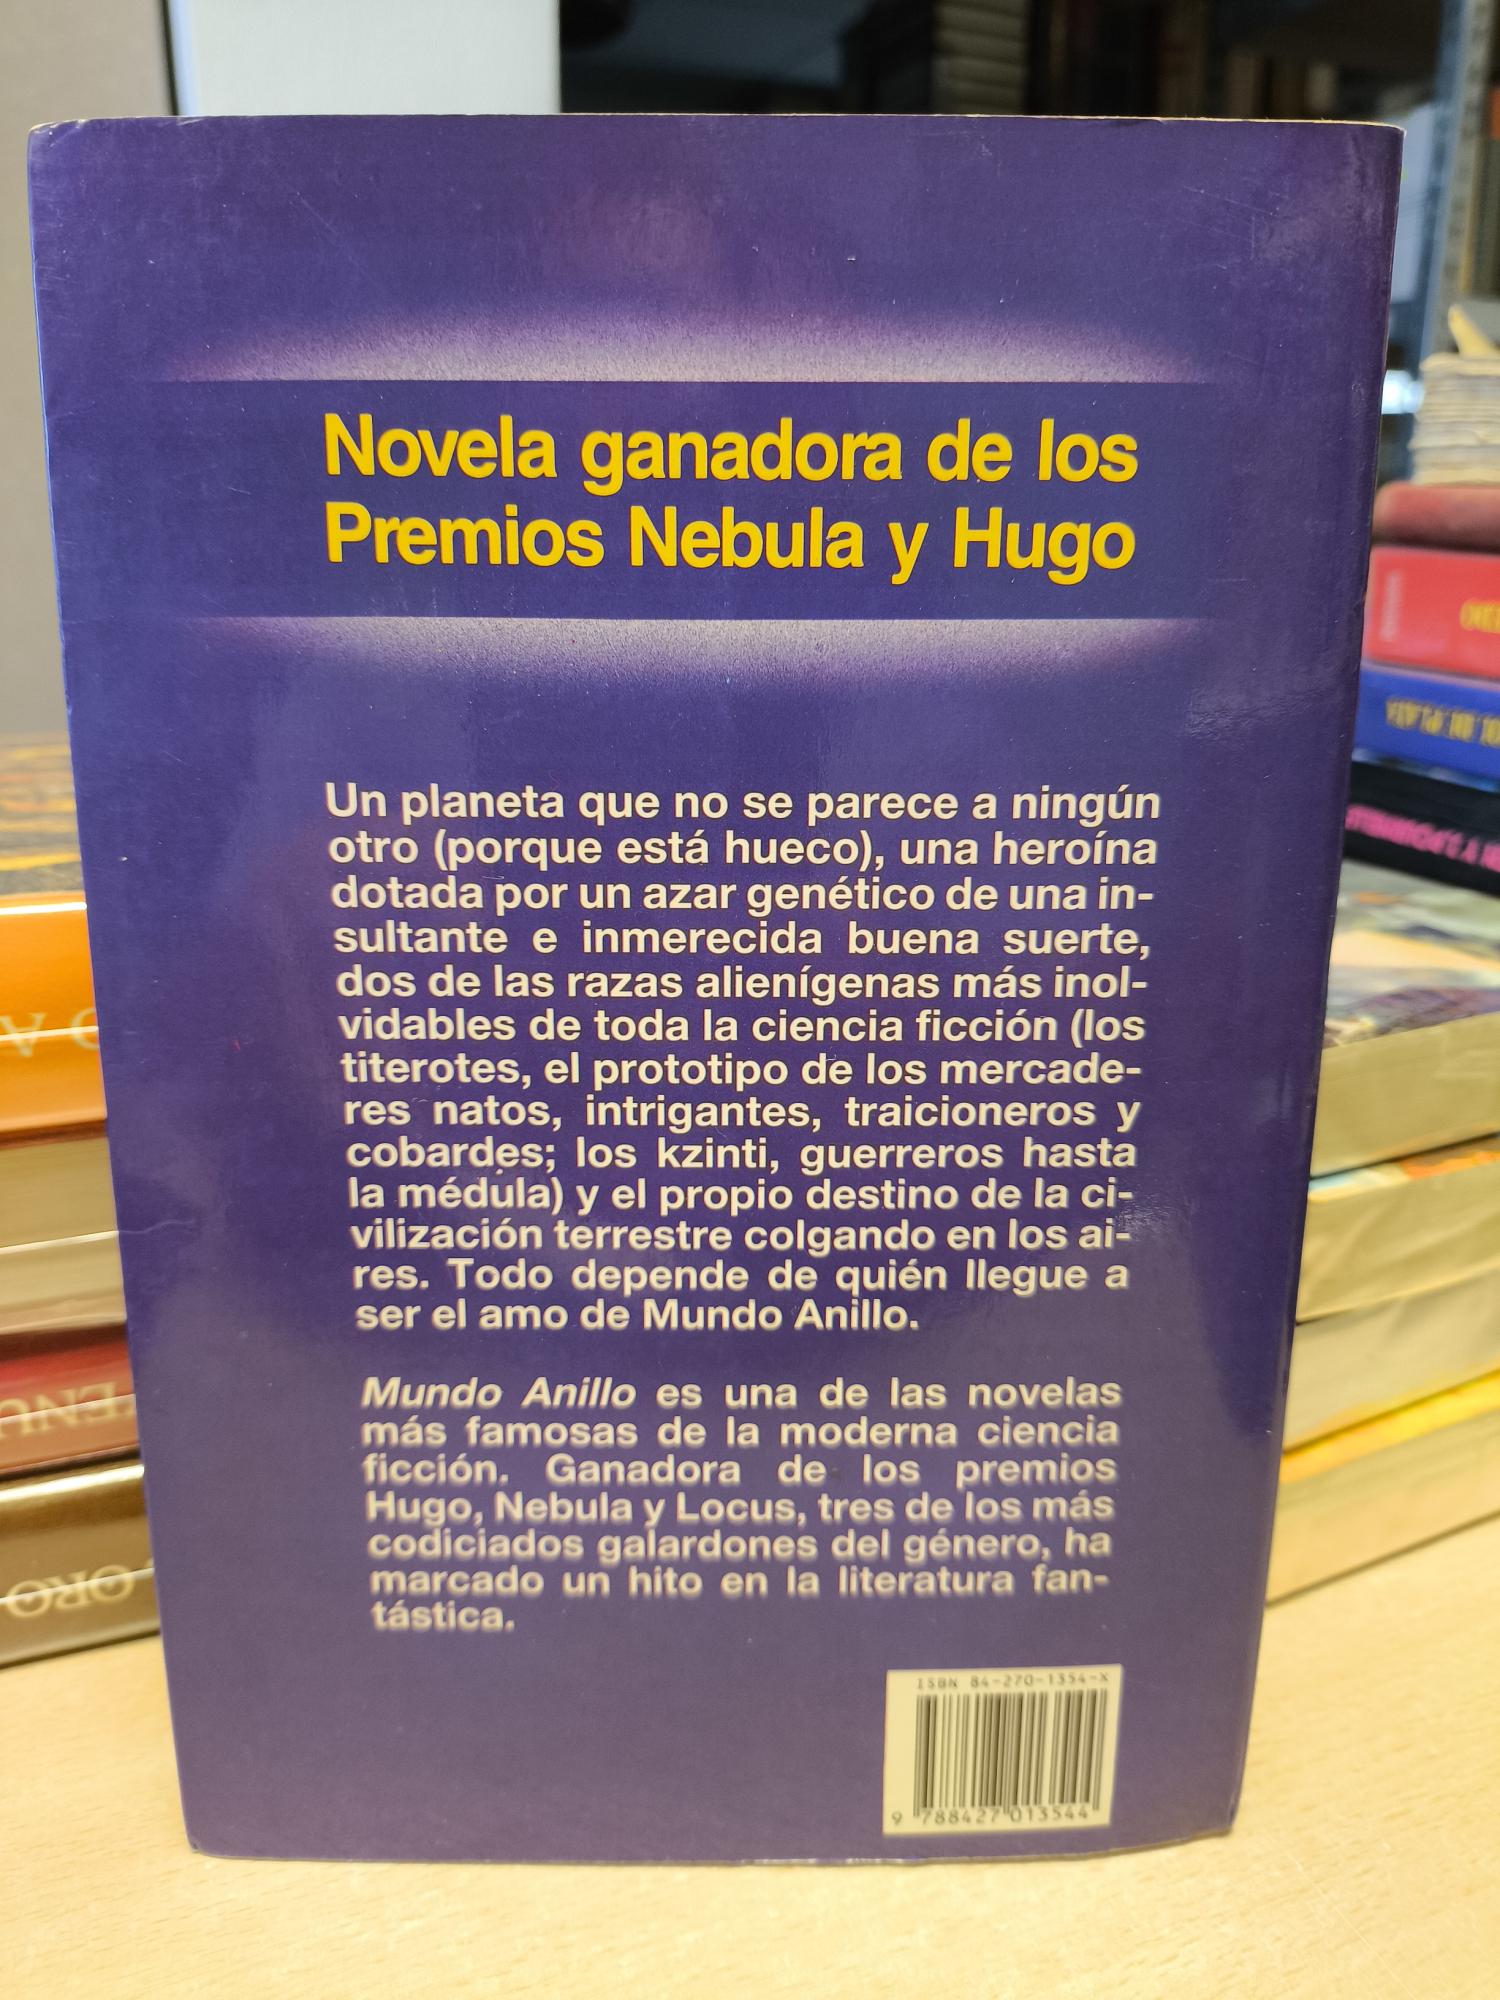 Novela ganadora de los
Premios Nebula y Hugo
Un planeta que no se parece a ningún
otro (porque está hueco), una heroína
dotada por un azar genético de una in-
sultante e inmerecida buena suerte,
dos de las razas alienígenas más inol-
vidables de toda la ciencia ficción (los
titerotes, el prototipo de los mercade-
res natos, intrigantes, traicioneros y
cobardes; los kzinti, guerreros hasta
la médula) y el propio destino de la ci-
vilización terrestre colgando en los ai-
res. Todo depende de quién llegue a
ser el amo de Mundo Anillo.
Mundo Anillo es una de las novelas
más famosas de la moderna ciencia
ficción. Ganadora de los premios
Hugo, Nebula y Locus, tres de los más
codiciados galardones del género, ha
marcado un hito en la literatura fan-
tástica.
ISBN 84-270-1354-X
9 788427 013544
DE PLATA
ORO